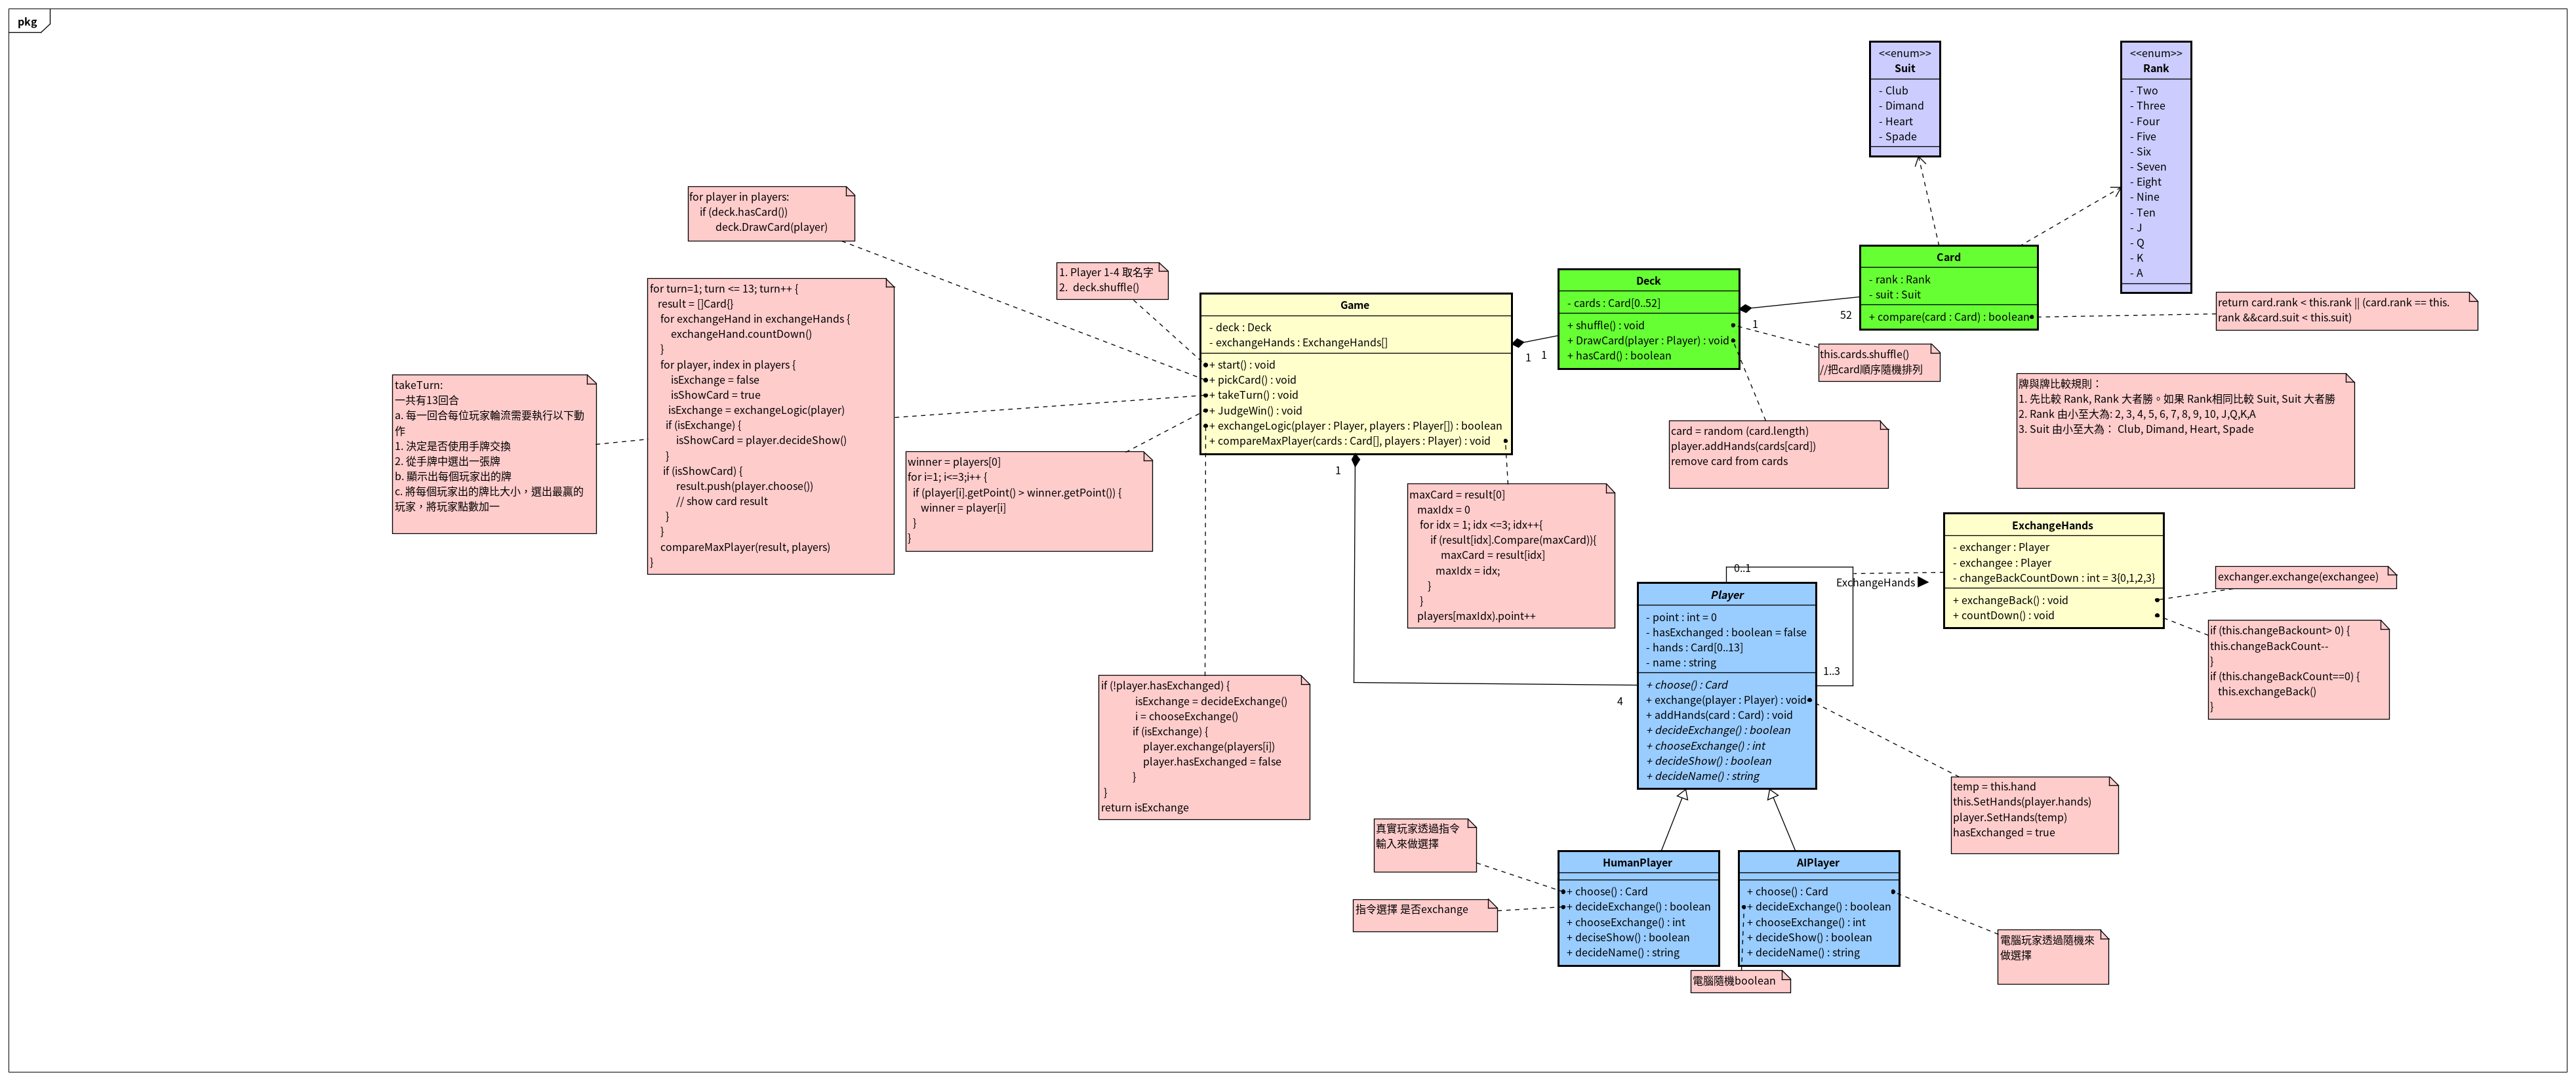 pkg
<<enum>>
Suit
- Club
- Dimand
- Heart
- Spade
<<enum>>
Rank
- Two
- Three
- Four
- Five
- Six
- Seven
- Eight
- Nine
- Ten
- J
- Q
- K
- A
for player in players:
if (deck.hasCard())
deck.DrawCard(player)
1. Player 1-4 取名字
2. deck.shuffle()
for turn=1; turn <= 13; turn++ {
result = []Card{}
for exchangeHand in exchangeHands {
exchangeHand.countDown()
}
for player, index in players {
isExchange = false
isShowCard = true
isExchange = exchangeLogic(player)
if (isExchange) {
isShowCard = player.decideShow()
}
if (isShowCard) {
result.push(player.choose())
// show card result
}
}
compareMaxPlayer(result, players)
}
takeTurn:
一共有13回合
a. 每一回合每位玩家輪流需要執行以下動
作
1. 決定是否使用手牌交換
2. 從手牌中選出一張牌
b. 顯示出每個玩家出的牌
c. 將每個玩家出的牌比大小，選出最贏的
玩家，將玩家點數加一
Game
- deck : Deck
- exchangeHands : ExchangeHands[]
+ start() : void
+ pickCard() : void
+ takeTurn() : void
+ JudgeWin() : void
+ exchangeLogic(player : Player, players : Player[]) : boolean
+ compareMaxPlayer(cards : Card[], players : Player) : void
1
1
1
Deck
- cards : Card[0..52]
+ shuffle() : void
+ DrawCard(player : Player) : void
+ hasCard() : boolean
1
52
Card
- rank : Rank
- suit : Suit
+ compare(card : Card) : boolean
return card.rank < this.rank || (card.rank == this.
rank &&card.suit < this.suit)
this.cards.shuffle()
//把card順序隨機排列
card = random (card.length)
player.addHands(cards[card])
remove card from cards
牌與牌比較規則：
1. 先比較 Rank, Rank 大者勝。如果 Rank相同比較 Suit, Suit 大者勝
2. Rank 由小至大為: 2, 3, 4, 5, 6, 7, 8, 9, 10, J,Q,K,A
3. Suit 由小至大為： Club, Dimand, Heart, Spade
winner = players[0]
for i=1; i<=3;i++ {
if (player[i].getPoint() > winner.getPoint()) {
winner = player[i]
}
}
maxCard = result[0]
maxIdx = 0
for idx = 1; idx <=3; idx++{
if (result[idx].Compare(maxCard)){
maxCard = result[idx]
maxIdx = idx;
}
}
players[maxIdx).point++
ExchangeHands
- exchanger : Player
- exchangee : Player
- changeBackCountDown : int = 3{0,1,2,3}
+ exchangeBack() : void
+ countDown() : void
exchanger.exchange(exchangee)
if (this.changeBackount> 0) {
this.changeBackCount--
}
if (this.changeBackCount==0) {
this.exchangeBack()
}
0..1
ExchangeHands
1..3
4
Player
- point : int = 0
- hasExchanged : boolean = false
- hands : Card[0..13]
- name : string
+ choose() : Card
+ exchange(player : Player) : void
+ addHands(card : Card) : void
+ decideExchange() : boolean
+ chooseExchange() : int
+ decideShow() : boolean
+ decideName() : string
if (!player.hasExchanged) {
isExchange = decideExchange()
i = chooseExchange()
if (isExchange) {
player.exchange(players[i])
player.hasExchanged = false
}
}
return isExchange
temp = this.hand
this.SetHands(player.hands)
player.SetHands(temp)
hasExchanged = true
真實玩家透過指令
輸入來做選擇
指令選擇 是否exchange
HumanPlayer
+ choose() : Card
+ decideExchange() : boolean
+ chooseExchange() : int
+ deciseShow() : boolean
+ decideName() : string
AIPlayer
+ choose() : Card
+ decideExchange() : boolean
+ chooseExchange() : int
+ decideShow() : boolean
+ decideName() : string
電腦玩家透過隨機來
做選擇
電腦隨機boolean